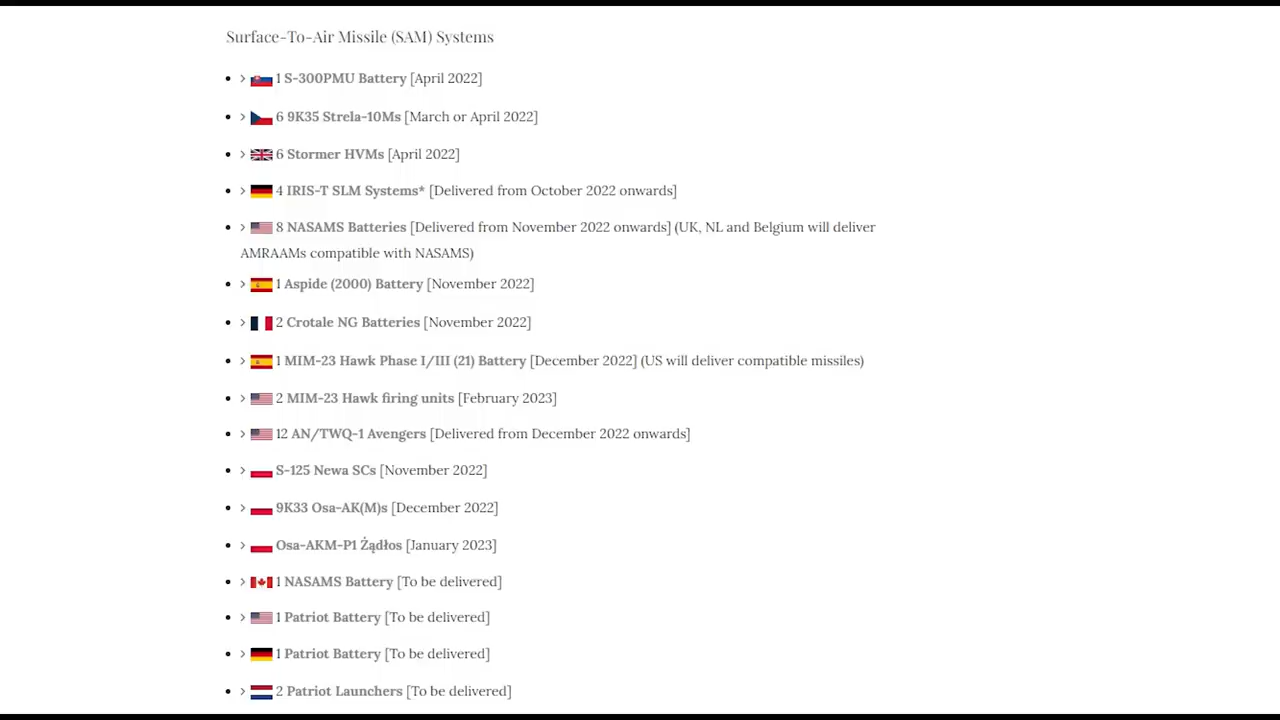 Surface-To-Air Missile (SAM) Systems
1 S-300PMU Battery [April 2022]
6 9K35 Strela-10Ms [March or April 2022]
6 Stormer HVMs [April 2022]
4 IRIS-T SLM Systems* [Delivered from October 2022 onwards]
8 NASAMS Batteries [Delivered from November 2022 onwards] (UK, NL and Belgium will deliver
AMRAAMs compatible with NASAMS)
1 Aspide (2000) Battery [November 2022]
2 Crotale NG Batteries [November 2022]
1 MIM-23 Hawk Phase I/III (21) Battery [December 2022] (US will deliver compatible missiles)
2 MIM-23 Hawk firing units [February 2023]
12 AN/TWQ-1 Avengers [Delivered from December 2022 onwards]
S-125 Newa SCs [November 2022]
9K33 Osa-AK(M)s [December 2022]
Osa-AKM-P1 Żądłos [January 2023]
1 NASAMS Battery [To be delivered]
1 Patriot Battery [To be delivered]
1 Patriot Battery [To be delivered]
2 Patriot Launchers [To be delivered]